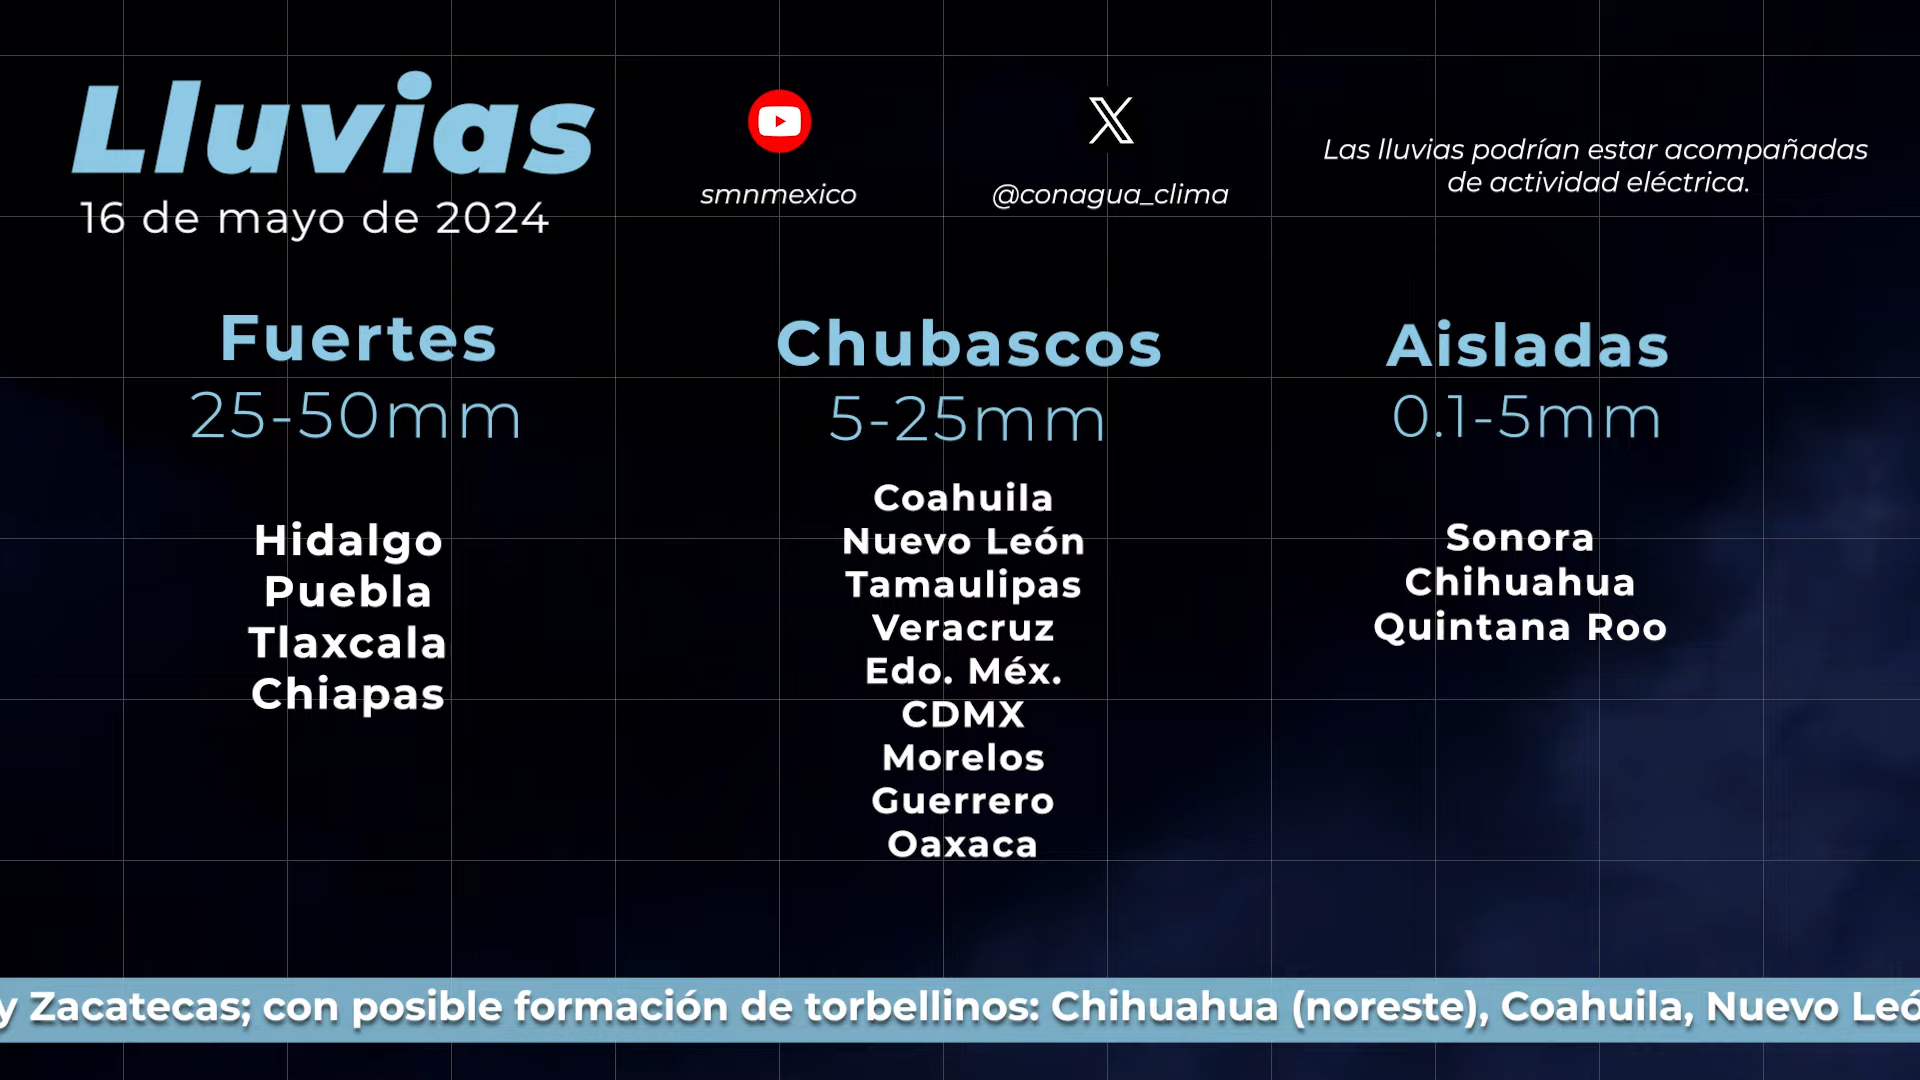 Lluvias
16 de mayo de 2024
smnmexico
@conagua_clima
Las lluvias podrían estar acompañadas
de actividad eléctrica.
Fuertes
25-50mm
Hidalgo
Puebla
Tlaxcala
Chiapas
Chubascos
5-25mm
Coahuila
Nuevo León
Tamaulipas
Veracruz
Edo. Méx.
CDMX
Morelos
Guerrero
Oaxaca
Aisladas
0.1-5mm
Sonora
Chihuahua
Quintana Roo
y Zacatecas; con posible formación de torbellinos: Chihuahua (noreste), Coahuila, Nuevo Leó